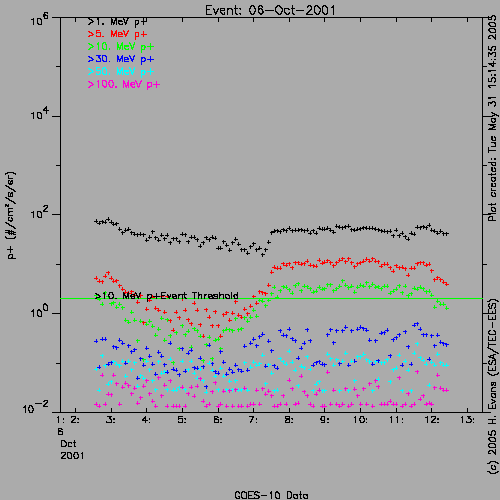 Event: 06-Oct-2001
>1. MeV p+
>5. MeV p+
>10. MeV p+
>30. MeV p+
>50. MeV p+
>100. MeV p+
10^6
10^4
10^2
10^0
10^-2
p+ (#/cm²/s/sr)
>10. MeV p+Event Threshold
1: 2: 3: 4: 5: 6: 7: 8: 9: 10: 11: 12: 13:
6
Oct
2001
GOES-10 Data
Plot created: Tue May 31 15:14:35 2005
(c) 2005 H. Evans (ESA/TEC-EES)